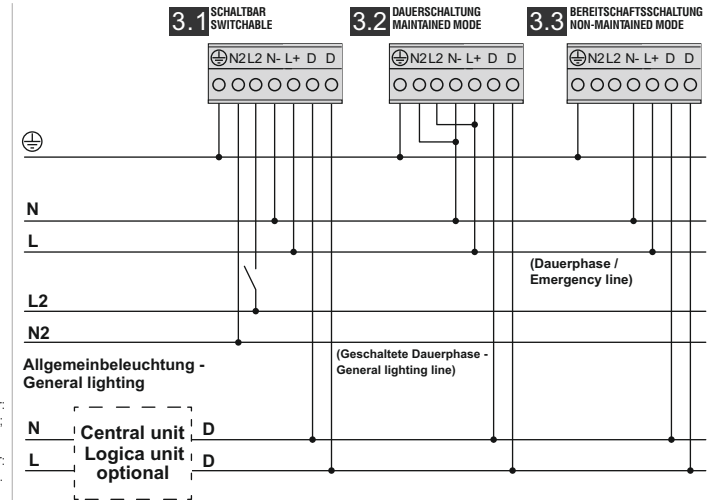 3.1 SCHALTBAR
SWITCHABLE
3.2 DAUERSCHALTUNG
MAINTAINED MODE
3.3 BEREITSCHAFTSSCHALTUNG
NON-MAINTAINED MODE
N2 L2 N- L+ D D
N2 L2 N- L+ D D
N2 L2 N- L+ D D
N
L
(Dauerphase /
Emergency line)
L2
N2
Allgemeinbeleuchtung -
General lighting
(Geschaltete Dauerphase -
General lighting line)
N
Central unit
D
L
Logica unit
optional
D